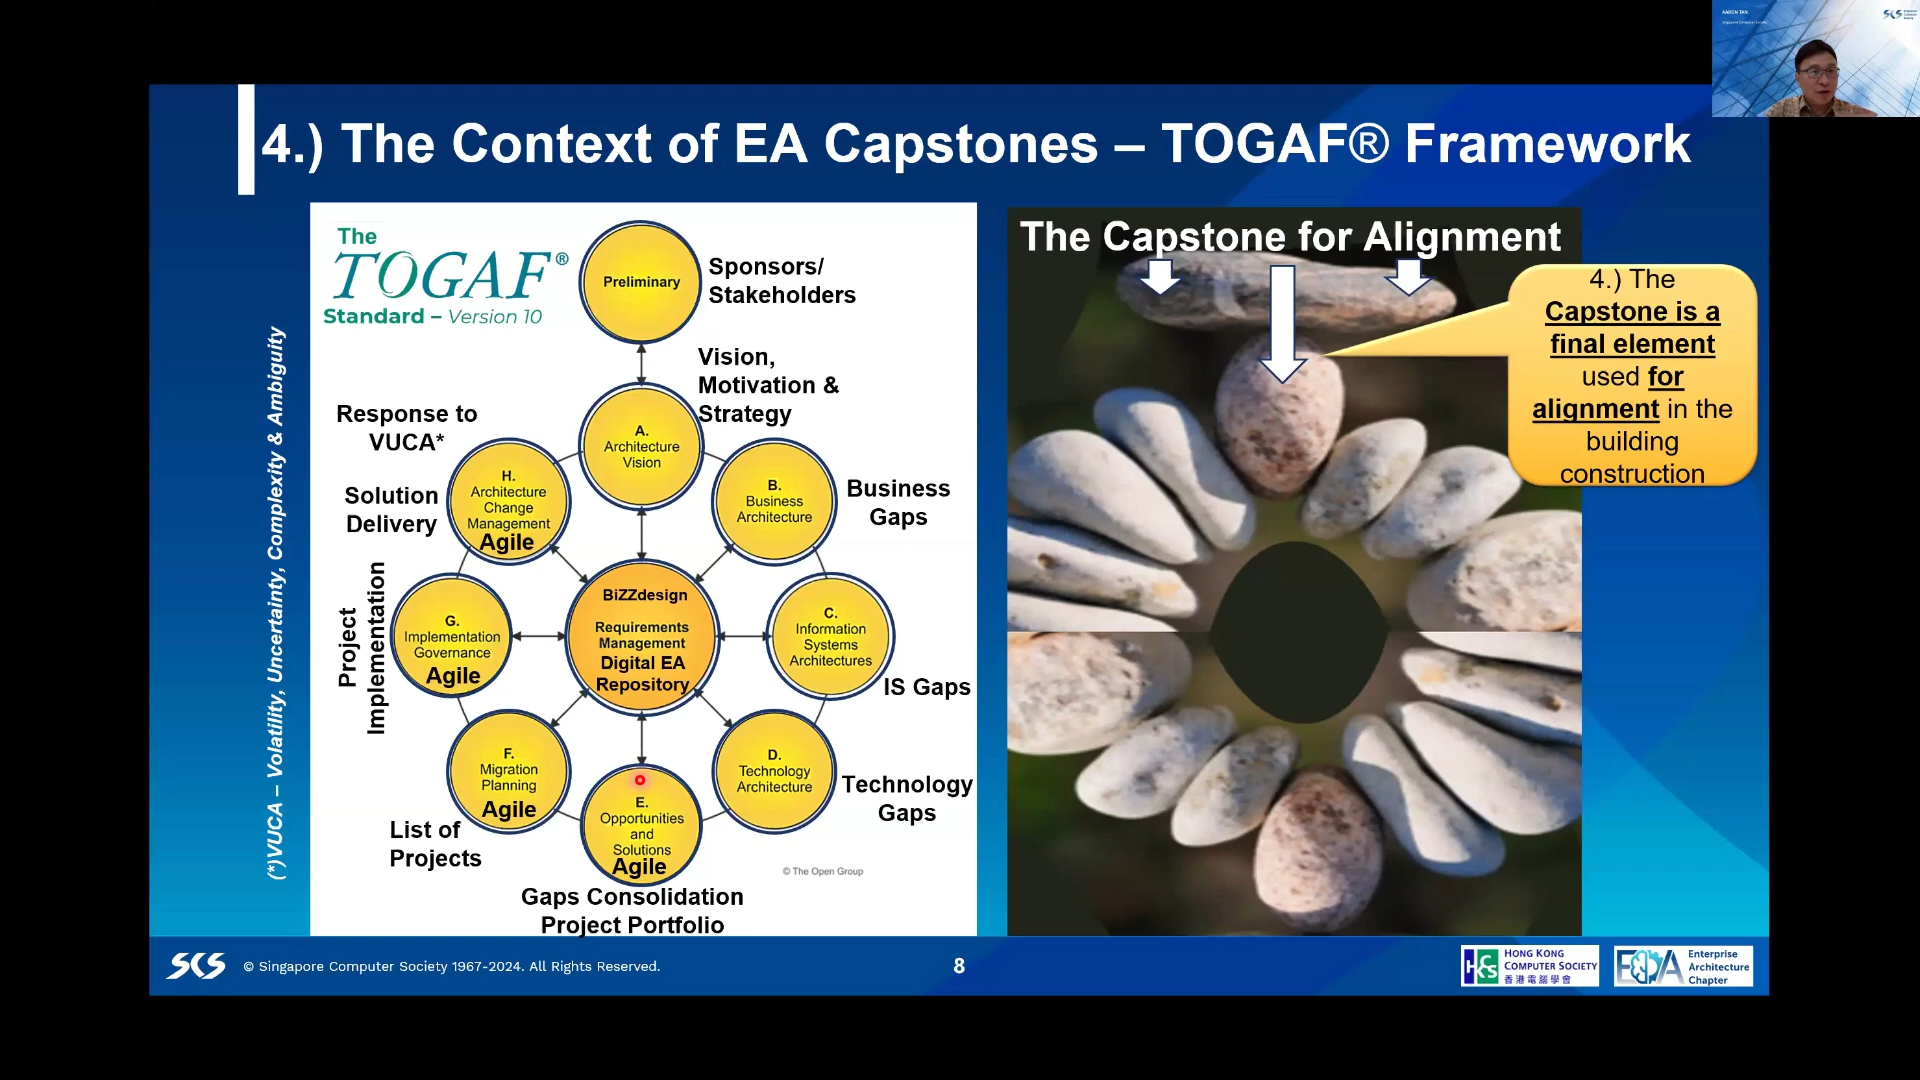 AARON TAN
4.) The Context of EA Capstones – TOGAF® Framework
The
TOGAF®
Standard – Version 10
Preliminary
Sponsors/
Stakeholders
Vision,
Motivation &
Strategy
A.
Architecture
Vision
Response to
VUCA*
H.
Architecture
Change
Management
Agile
Solution
Delivery
B.
Business
Architecture
Business
Gaps
BiZZdesign
Requirements
Management
Digital EA
Repository
C.
Information
Systems
Architectures
IS Gaps
G.
Implementation
Governance
Agile
Project
Implementation
D.
Technology
Architecture
Technology
Gaps
F.
Migration
Planning
Agile
List of
Projects
E.
Opportunities
and
Solutions
Agile
Gaps Consolidation
Project Portfolio
© The Open Group
(*)VUCA – Volatility, Uncertainty, Complexity & Ambiguity
The Capstone for Alignment
4.) The
Capstone is a
final element
used for
alignment in the
building
construction
SCS
© Singapore Computer Society 1967-2024. All Rights Reserved.
8
HKCS
HONG KONG
COMPUTER SOCIETY
香港電腦學會
EA
Enterprise
Architecture
Chapter